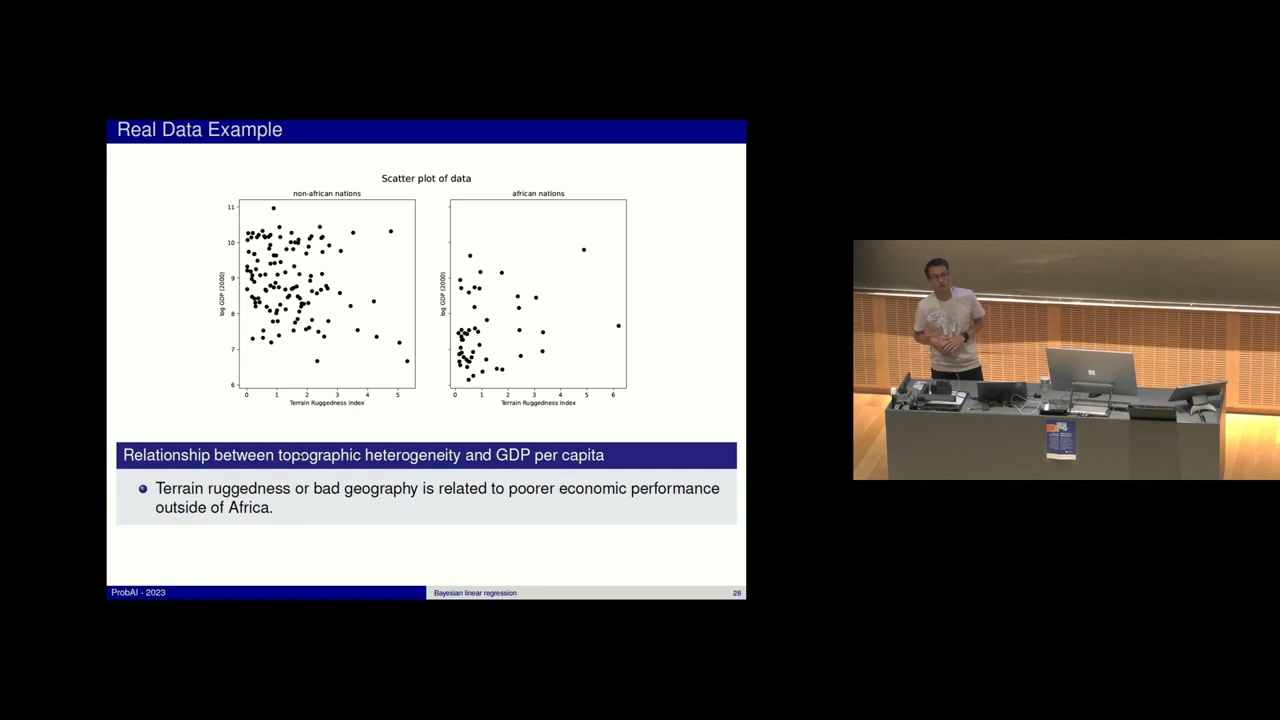 Real Data Example
Scatter plot of data
non-african nations
african nations
11
10
9
8
7
6
log GDP (2000)
0 1 2 3 4 5
Terrain Ruggedness Index
log GDP (2000)
0 1 2 3 4 5 6
Terrain Ruggedness Index
Relationship between topographic heterogeneity and GDP per capita
Terrain ruggedness or bad geography is related to poorer economic performance
outside of Africa.
ProbAI - 2023
Bayesian linear regression
28